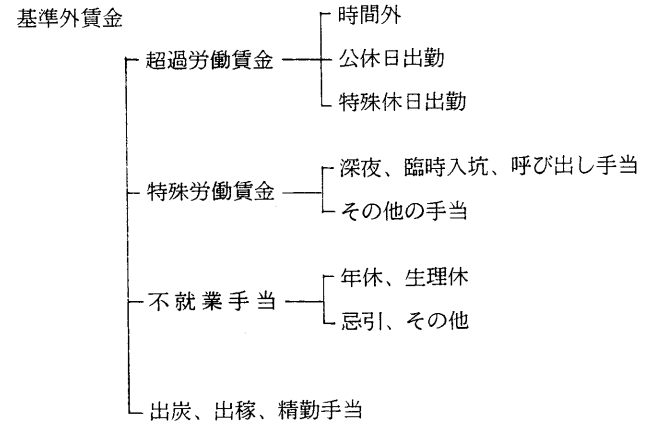 基準外賃金
時間外
超過労働賃金
公休日出勤
特殊休日出勤
深夜、臨時入坑、呼び出し手当
特殊労働賃金
その他の手当
年休、生理休
不就業手当
忌引、その他
出炭、出稼、精勤手当